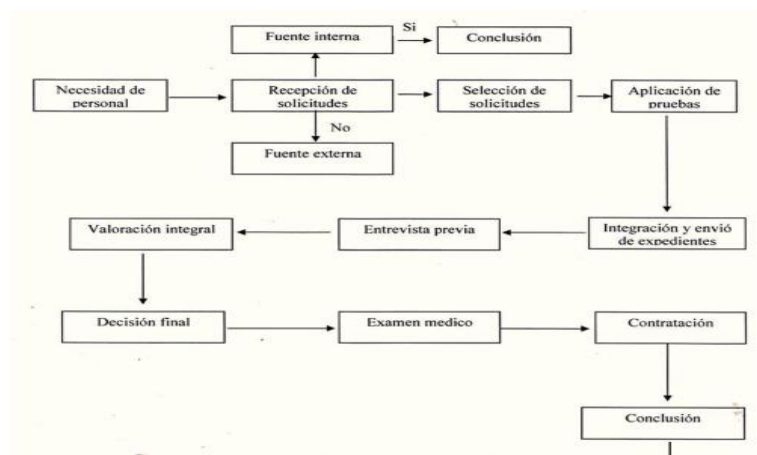 Fuente interna
Si
Conclusión
Necesidad de
personal
Recepción de
solicitudes
Selección de
solicitudes
Aplicación de
pruebas
No
Fuente externa
Valoración integral
Entrevista previa
Integración y envió
de expedientes
Decisión final
Examen medico
Contratación
Conclusión